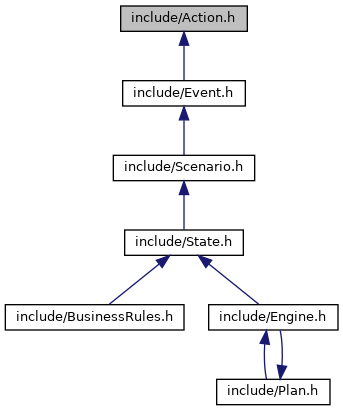 include/Action.h
include/Event.h
include/Scenario.h
include/State.h
include/BusinessRules.h
include/Engine.h
include/Plan.h